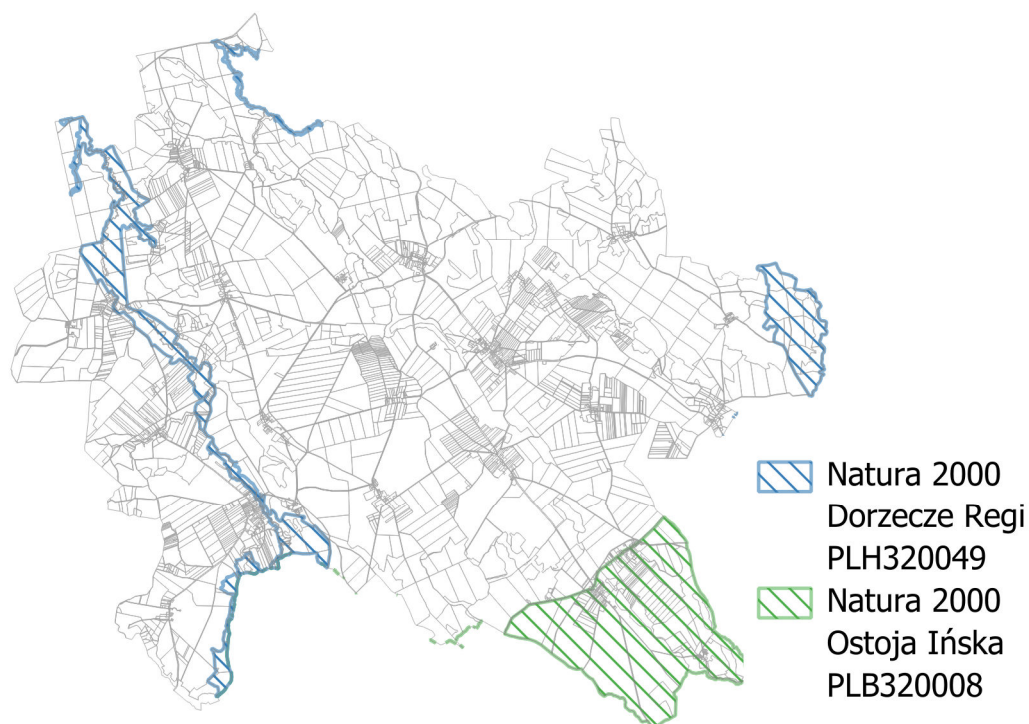 Natura 2000
Dorzecze Regi
PLH320049
Natura 2000
Ostoja Ińska
PLB320008